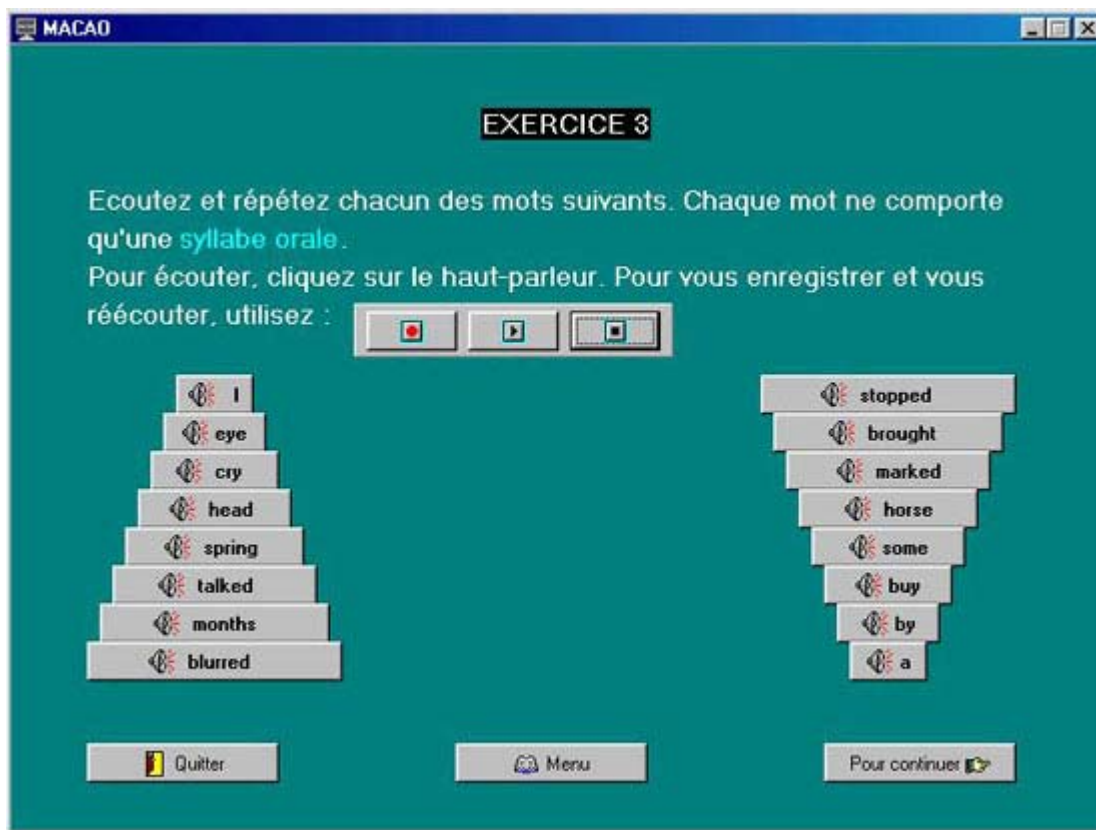 MACAO
EXERCICE 3
Ecoutez et répétez chacun des mots suivants. Chaque mot ne comporte
qu'une syllabe orale.
Pour écouter, cliquez sur le haut-parleur. Pour vous enregistrer et vous
réécouter, utilisez :
I
eye
cry
head
spring
talked
months
blurred
stopped
brought
marked
horse
some
buy
by
a
Quitter
Menu
Pour continuer